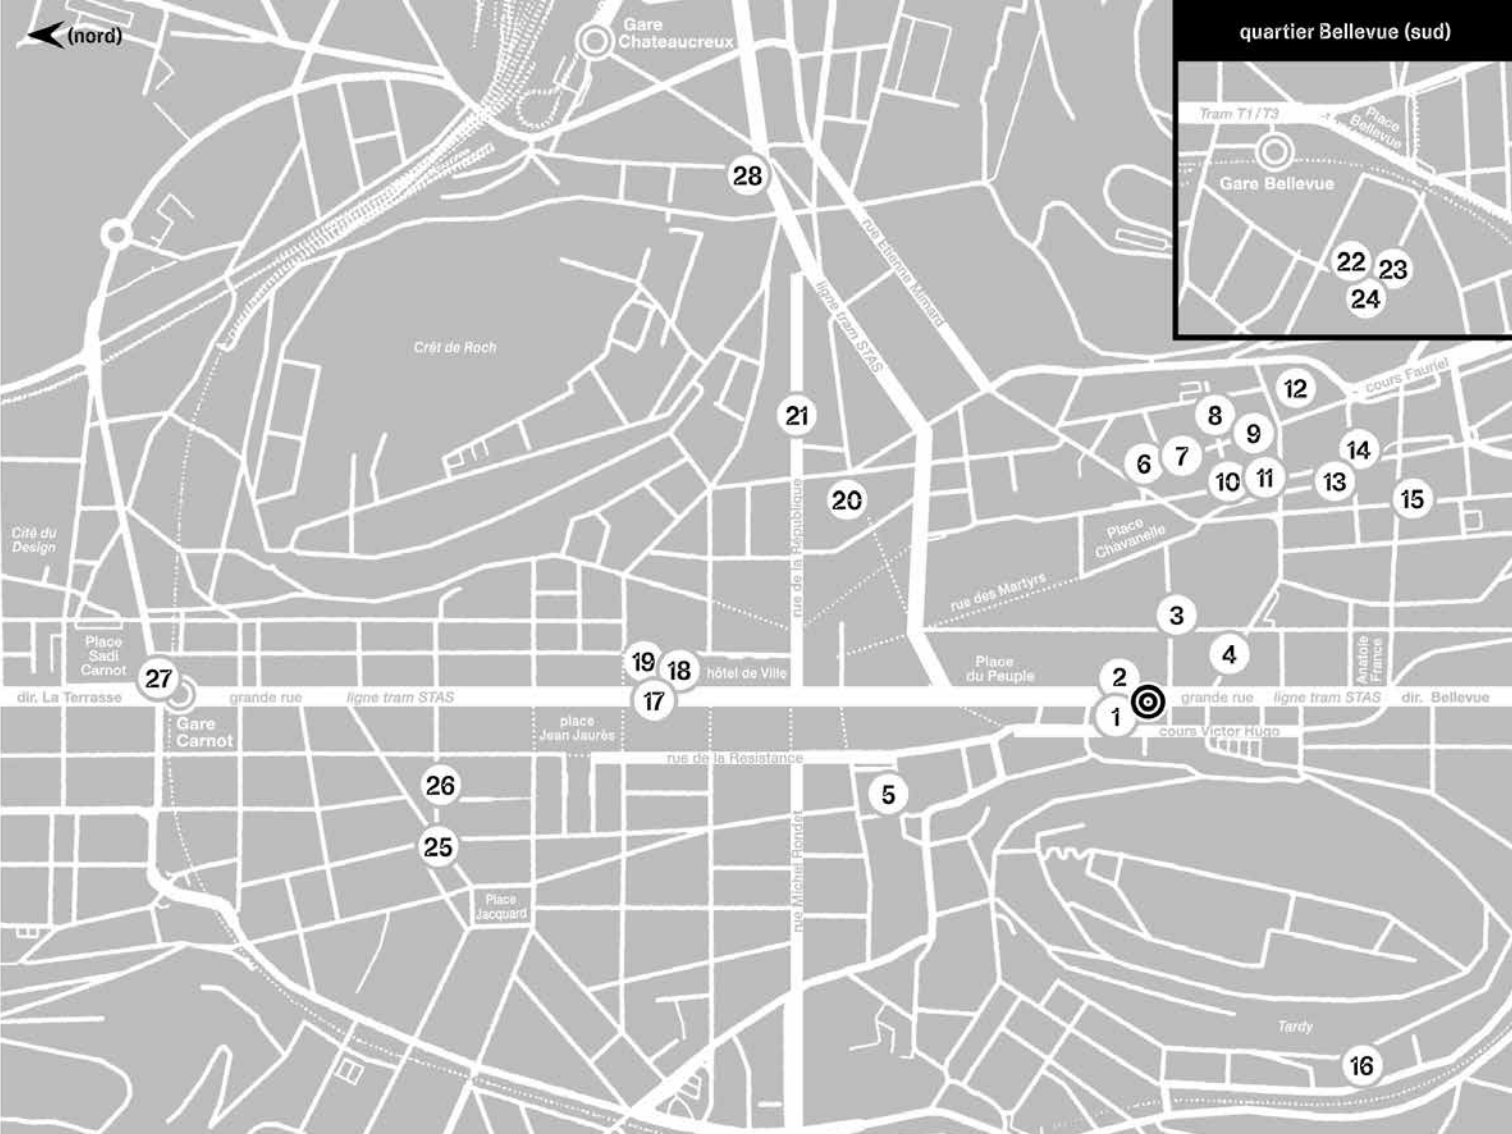 (nord)
Gare
Chateaucreux
quartier Bellevue (sud)
Tram T1 / T3
Place
Bellevue
Gare Bellevue
22
23
24
28
rue Etienne Mimard
ligne tram STAS
Crêt de Roch
cours Fauriel
12
8
9
21
14
6
7
10
11
13
15
20
Cité du
Design
rue de la République
Place
Chavanelle
rue des Martyrs
3
4
Place
Sadi
Carnot
27
19
18
hôtel de Ville
Place
du Peuple
2
Anatole
France
dir. La Terrasse
grande rue
ligne tram STAS
17
1
grande rue
ligne tram STAS
dir. Bellevue
Gare
Carnot
place
Jean Jaurès
cours Victor Hugo
rue de la Résistance
26
5
25
rue Michel Rondet
Place
Jacquard
Tardy
16